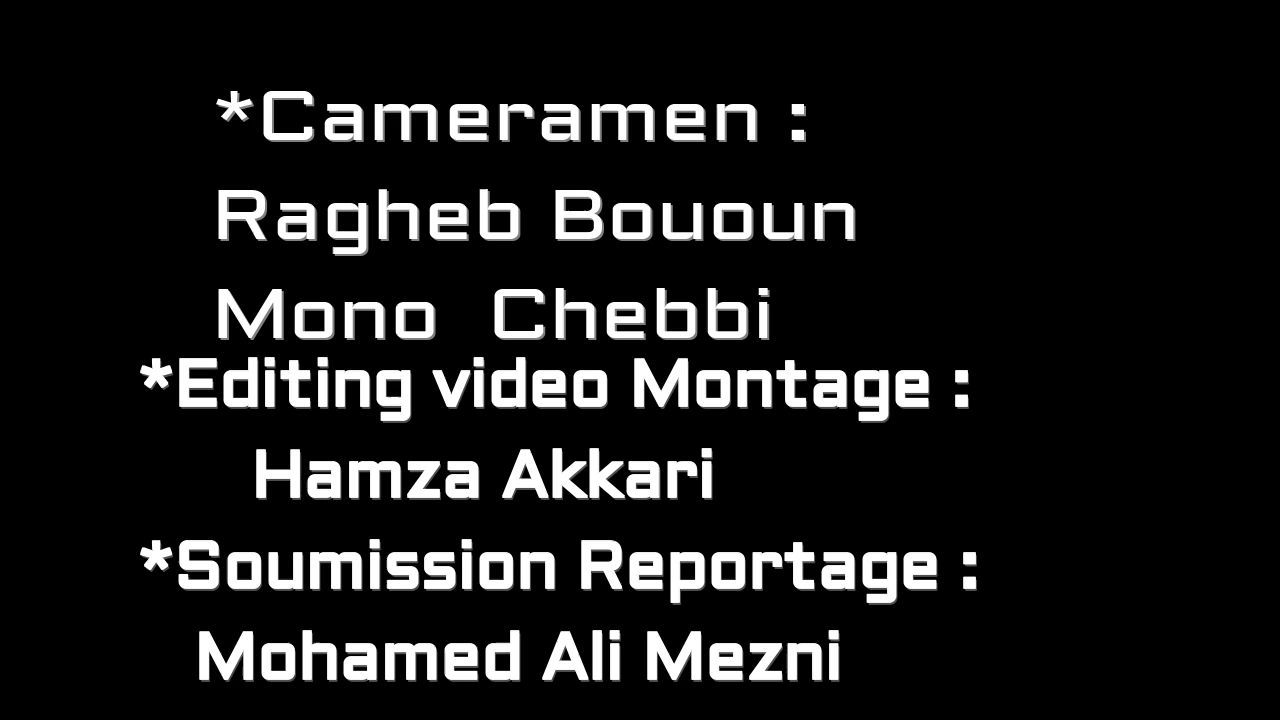 *Cameramen :
Ragheb Bououn
Mono Chebbi
*Editing video Montage :
Hamza Akkari
*Soumission Reportage :
Mohamed Ali Mezni